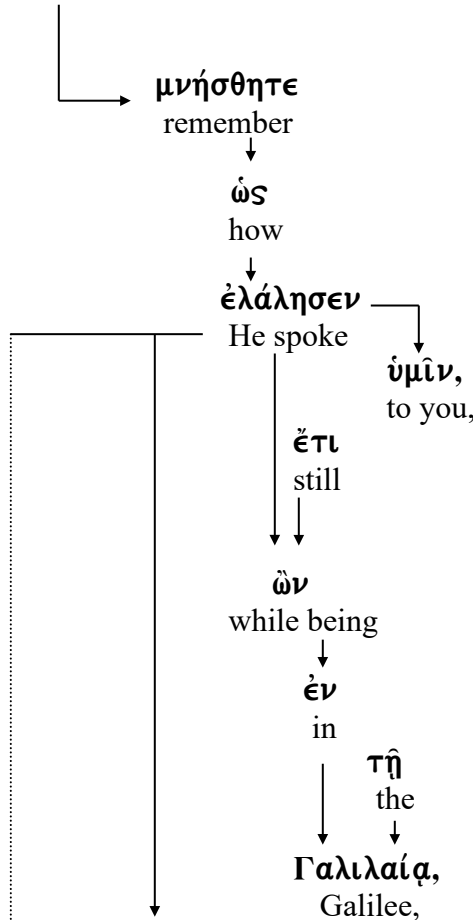 μνήσθητε
remember
ὡς
how
ἐλάλησεν
He spoke
ὑμῖν,
to you,
ἔτι
still
ὢν
while being
ἐν
in
τῇ
the
Γαλιλαίᾳ,
Galilee,